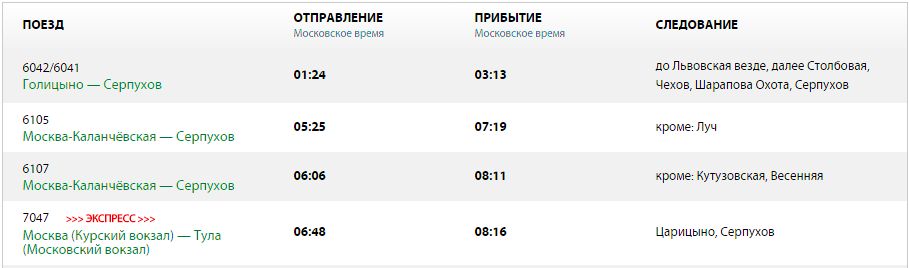 ПОЕЗД ОТПРАВЛЕНИЕ ПРИБЫТИЕ СЛЕДОВАНИЕ
Московское время Московское время
6042/6041
Голицыно — Серпухов
01:24 03:13
до Львовская везде, далее Столбовая,
Чехов, Шарапова Охота, Серпухов
6105
Москва-Каланчёвская — Серпухов
05:25 07:19 кроме: Луч
6107
Москва-Каланчёвская — Серпухов
06:06 08:11 кроме: Кутузовская, Весенняя
7047 >>> ЭКСПРЕСС >>>
Москва (Курский вокзал) — Тула
(Московский вокзал)
06:48 08:16 Царицыно, Серпухов